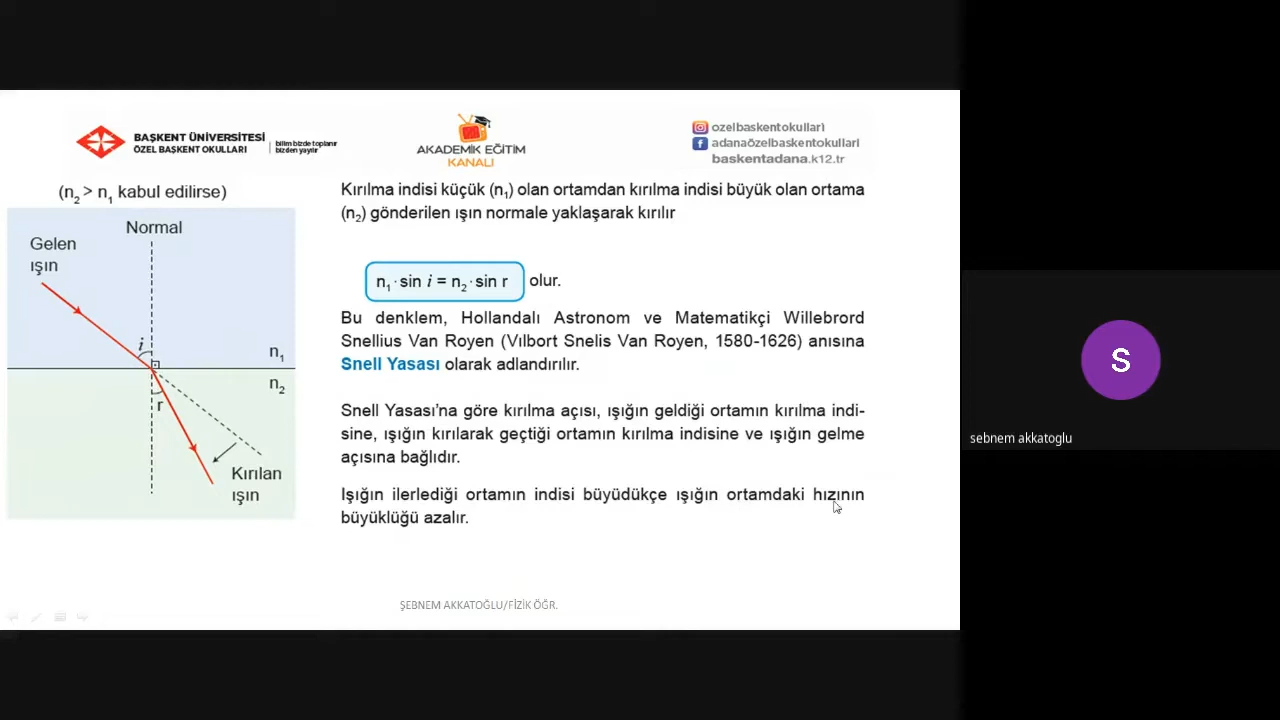 BAŞKENT ÜNİVERSİTESİ
ÖZEL BAŞKENT OKULLARI
bilim bizde toplanır
bizden yayılır
AKADEMİK EĞİTİM
KANALI
ozelbaskentokullari
adanaözelbaskentokullari
baskentadana.k12.tr
(n₂ > n₁ kabul edilirse)
Normal
Gelen
ışın
i
n₁
n₂
r
Kırılan
ışın
Kırılma indisi küçük (n₁) olan ortamdan kırılma indisi büyük olan ortama
(n₂) gönderilen ışın normale yaklaşarak kırılır
n₁ · sin i = n₂ · sin r olur.
Bu denklem, Hollandalı Astronom ve Matematikçi Willebrord
Snellius Van Royen (Vılbort Snelis Van Royen, 1580-1626) anısına
Snell Yasası olarak adlandırılır.
Snell Yasası’na göre kırılma açısı, ışığın geldiği ortamın kırılma indi-
sine, ışığın kırılarak geçtiği ortamın kırılma indisine ve ışığın gelme
açısına bağlıdır.
Işığın ilerlediği ortamın indisi büyüdükçe ışığın ortamdaki hızının
büyüklüğü azalır.
ŞEBNEM AKKATOĞLU/FİZİK ÖĞR.
S
sebnem akkatoglu